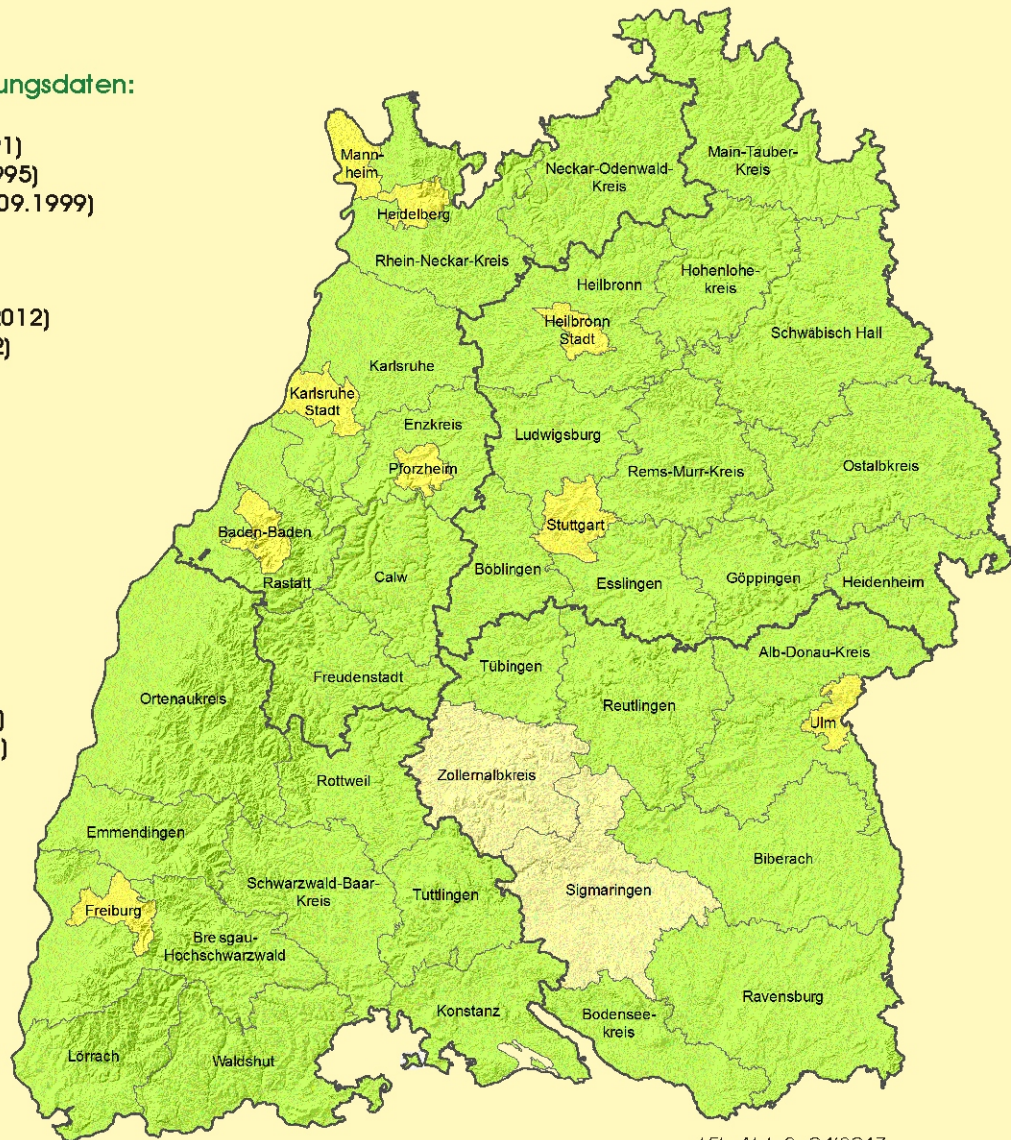 ungsdaten:
1)
995)
09.1999)
2012)
2)
)
)
Mann-
heim
Heidelberg
Neckar-Odenwald-
Kreis
Main-Tauber-
Kreis
Rhein-Neckar-Kreis
Heilbronn
Hohenlohe-
kreis
Heilbronn
Stadt
Schwäbisch Hall
Karlsruhe
Karlsruhe
Stadt
Enzkreis
Ludwigsburg
Pforzheim
Rems-Murr-Kreis
Ostalbkreis
Baden-Baden
Stuttgart
Rastatt
Calw
Böblingen
Esslingen
Göppingen
Heidenheim
Alb-Donau-Kreis
Tübingen
Freudenstadt
Ortenaukreis
Reutlingen
Ulm
Rottweil
Zollernalbkreis
Emmendingen
Biberach
Schwarzwald-Baar-
Kreis
Tuttlingen
Sigmaringen
Freiburg
Breisgau-
Hochschwarzwald
Ravensburg
Konstanz
Bodensee-
kreis
Lörrach
Waldshut